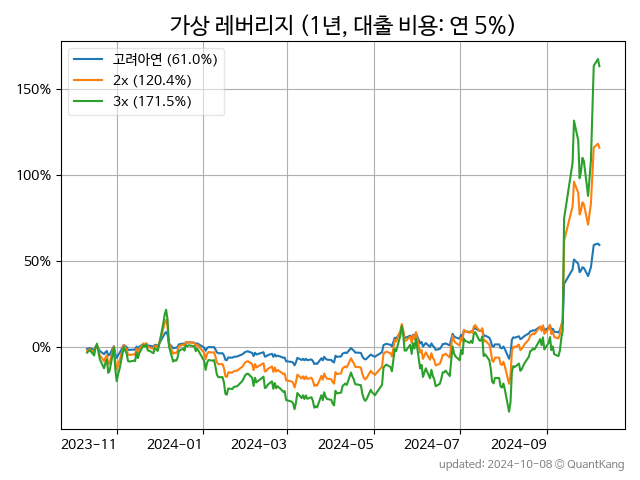 가상 레버리지 (1년, 대출 비용: 연 5%)
고려아연 (61.0%)
2x (120.4%)
3x (171.5%)
150%
100%
50%
0%
2023-11 2024-01 2024-03 2024-05 2024-07 2024-09
updated: 2024-10-08 © QuantKang